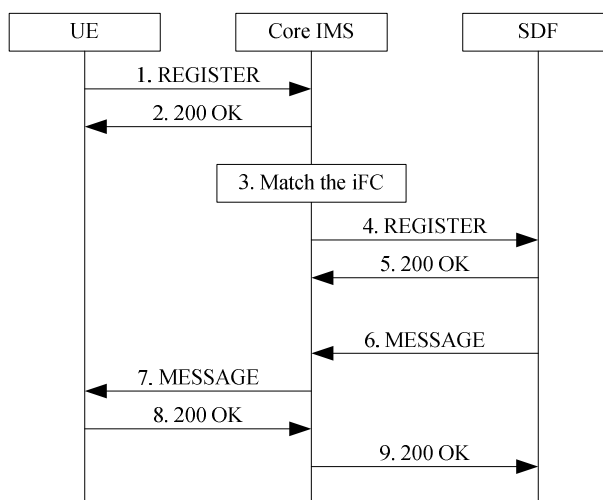 UE
Core IMS
SDF
1. REGISTER
2. 200 OK
3. Match the iFC
4. REGISTER
5. 200 OK
6. MESSAGE
7. MESSAGE
8. 200 OK
9. 200 OK